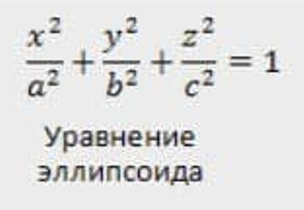 x²/a² + y²/b² + z²/c² = 1
Уравнение
эллипсоида